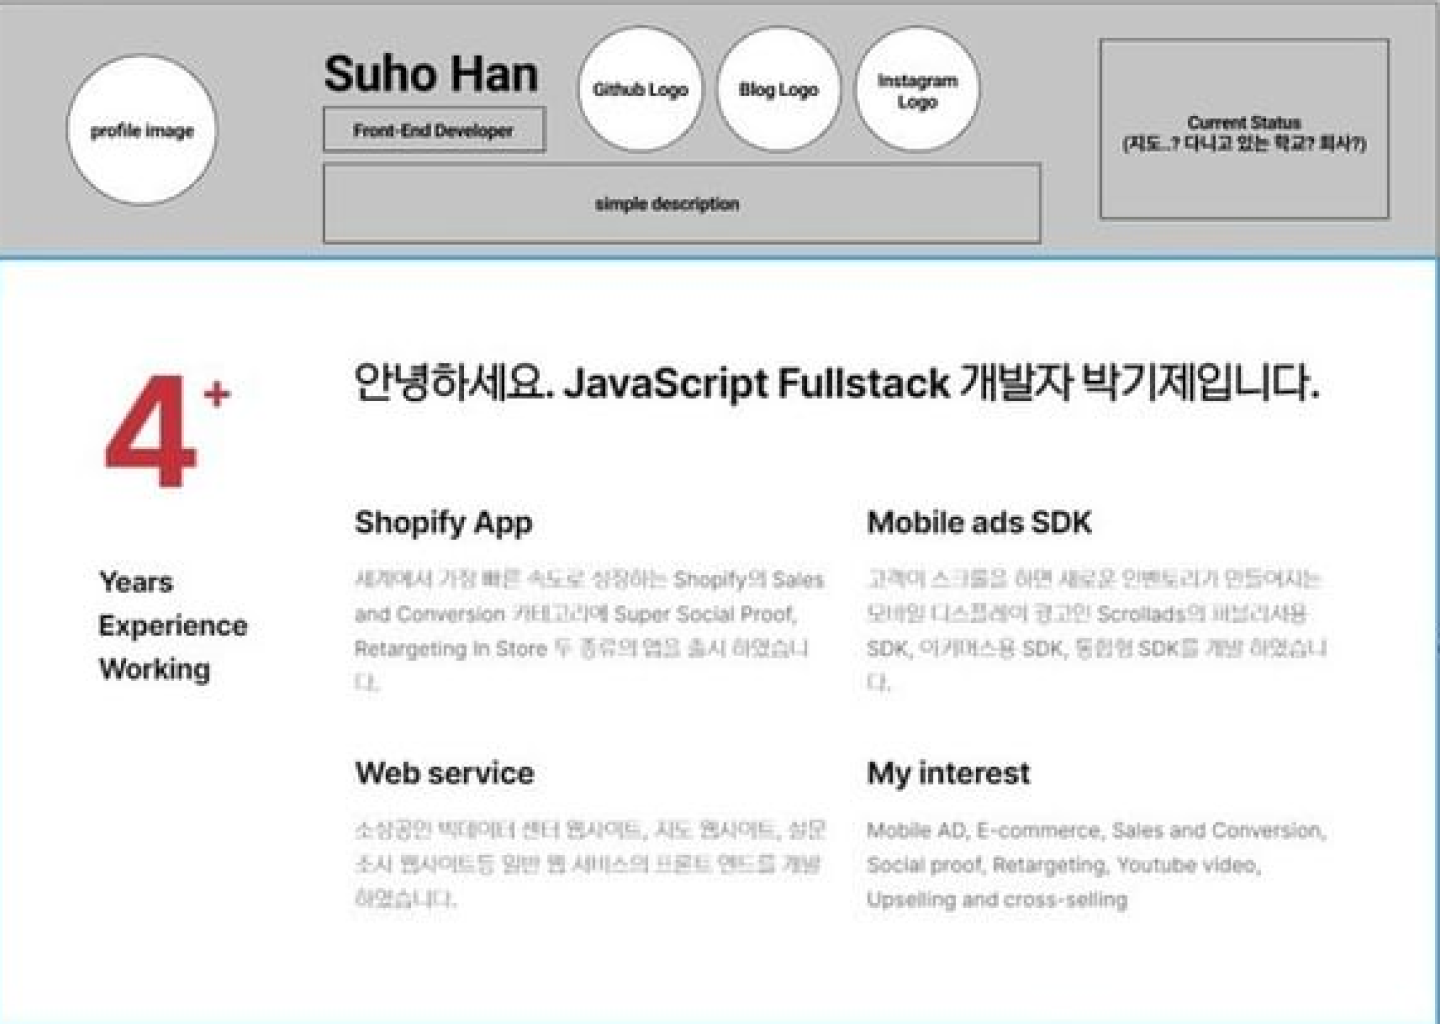 profile image
Suho Han
Front-End Developer
Github Logo
Blog Logo
Instagram
Logo
simple description
Current Status
(지도..? 다니고 있는 학교? 회사?)
4+
Years
Experience
Working
안녕하세요. JavaScript Fullstack 개발자 박기제입니다.
Shopify App
세계에서 가장 빠른 속도로 성장하는 Shopify의 Sales
and Conversion 카테고리에 Super Social Proof,
Retargeting In Store 두 종류의 앱을 출시 하였습니
다.
Mobile ads SDK
고객이 스크롤을 하면 새로운 인벤토리가 만들어지는
모바일 디스플레이 광고인 Scrollads의 퍼블리셔용
SDK, 이커머스용 SDK, 통합형 SDK를 개발 하였습니
다.
Web service
소상공인 빅데이터 센터 웹사이트, 지도 웹사이트, 설문
조사 웹사이트등 일반 웹 서비스의 프론트 엔드를 개발
하였습니다.
My interest
Mobile AD, E-commerce, Sales and Conversion,
Social proof, Retargeting, Youtube video,
Upselling and cross-selling